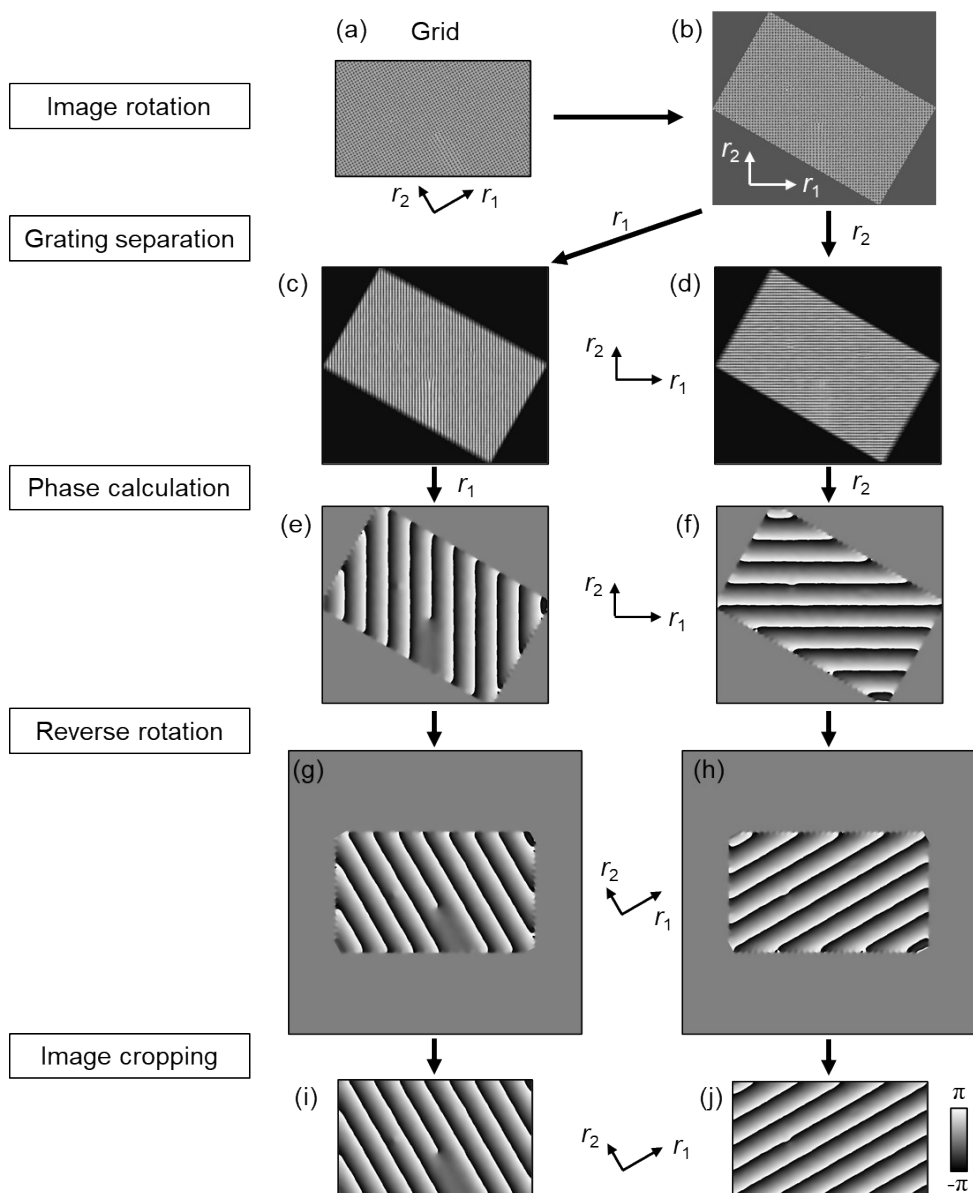 (a) Grid (b)
Image rotation
r2 r1
r2 r1
Grating separation
r1 r2
(c) (d)
r2 r1
Phase calculation
r1 r2
(e) (f)
r2 r1
Reverse rotation
(g) (h)
r2 r1
Image cropping
(i) (j)
π
r2 r1
-π